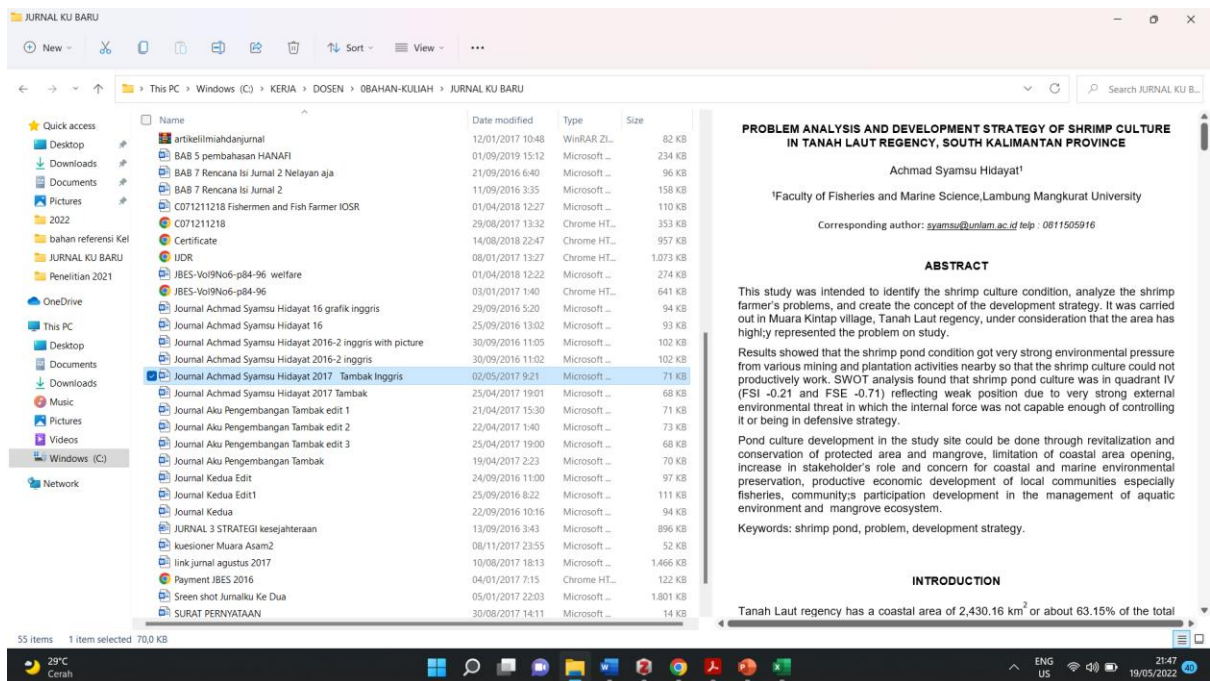 JURNAL KU BARU
New Sort View
This PC > Windows (C:) > KERJA > DOSEN > 0BAHAN-KULIAH > JURNAL KU BARU
Search JURNAL KU B...
Quick access
Desktop
Downloads
Documents
Pictures
2022
bahan referensi Kel
JURNAL KU BARU
Penelitian 2021
OneDrive
This PC
Desktop
Documents
Downloads
Music
Pictures
Videos
Windows (C:)
Network
Name Date modified Type Size
artikelilmiahdanjurnal 12/01/2017 10:48 WinRAR ZI... 82 KB
BAB 5 pembahasan HANAFI 01/09/2019 15:12 Microsoft ... 234 KB
BAB 7 Rencana Isi Jurnal 2 Nelayan aja 21/09/2016 6:40 Microsoft ... 96 KB
BAB 7 Rencana Isi Jurnal 2 11/09/2016 3:35 Microsoft ... 158 KB
C071211218 Fishermen and Fish Farmer IOSR 01/04/2018 12:27 Microsoft ... 110 KB
C071211218 29/08/2017 13:32 Chrome HT... 353 KB
Certificate 14/08/2018 22:47 Chrome HT... 957 KB
IJDR 08/01/2017 13:27 Chrome HT... 1.073 KB
JBES-Vol9No6-p84-96 welfare 01/04/2018 12:22 Microsoft ... 274 KB
JBES-Vol9No6-p84-96 03/01/2017 1:40 Chrome HT... 641 KB
Journal Achmad Syamsu Hidayat 16 grafik inggris 29/09/2016 5:20 Microsoft ... 94 KB
Journal Achmad Syamsu Hidayat 16 25/09/2016 13:02 Microsoft ... 93 KB
Journal Achmad Syamsu Hidayat 2016-2 inggris with picture 30/09/2016 11:05 Microsoft ... 102 KB
Journal Achmad Syamsu Hidayat 2016-2 inggris 30/09/2016 11:02 Microsoft ... 102 KB
Journal Achmad Syamsu Hidayat 2017 Tambak Inggris 02/05/2017 9:21 Microsoft ... 71 KB
Journal Achmad Syamsu Hidayat 2017 Tambak 25/04/2017 19:01 Microsoft ... 68 KB
Journal Aku Pengembangan Tambak edit 1 21/04/2017 15:30 Microsoft ... 71 KB
Journal Aku Pengembangan Tambak edit 2 22/04/2017 1:40 Microsoft ... 73 KB
Journal Aku Pengembangan Tambak edit 3 25/04/2017 19:00 Microsoft ... 68 KB
Journal Aku Pengembangan Tambak 19/04/2017 2:23 Microsoft ... 70 KB
Journal Kedua Edit 24/09/2016 11:00 Microsoft ... 97 KB
Journal Kedua Edit1 25/09/2016 8:22 Microsoft ... 111 KB
Journal Kedua 22/09/2016 10:16 Microsoft ... 94 KB
JURNAL 3 STRATEGI kesejahteraan 13/09/2016 3:43 Microsoft ... 896 KB
kuesioner Muara Asam2 08/11/2017 23:55 Microsoft ... 52 KB
link jurnal agustus 2017 10/08/2017 18:13 Microsoft ... 1.466 KB
Payment JBES 2016 04/01/2017 7:15 Chrome HT... 122 KB
Sreen shot Jurnalku Ke Dua 05/01/2017 22:03 Microsoft ... 1.801 KB
SURAT PERNYATAAN 30/08/2017 14:11 Microsoft ... 14 KB
PROBLEM ANALYSIS AND DEVELOPMENT STRATEGY OF SHRIMP CULTURE
IN TANAH LAUT REGENCY, SOUTH KALIMANTAN PROVINCE
Achmad Syamsu Hidayat¹
¹Faculty of Fisheries and Marine Science,Lambung Mangkurat University
Corresponding author: syamsu@unlam.ac.id telp : 0811505916
ABSTRACT
This study was intended to identify the shrimp culture condition, analyze the shrimp
farmer's problems, and create the concept of the development strategy. It was carried
out in Muara Kintap village, Tanah Laut regency, under consideration that the area has
highl;y represented the problem on study.
Results showed that the shrimp pond condition got very strong environmental pressure
from various mining and plantation activities nearby so that the shrimp culture could not
productively work. SWOT analysis found that shrimp pond culture was in quadrant IV
(FSI -0.21 and FSE -0.71) reflecting weak position due to very strong external
environmental threat in which the internal force was not capable enough of controlling
it or being in defensive strategy.
Pond culture development in the study site could be done through revitalization and
conservation of protected area and mangrove, limitation of coastal area opening,
increase in stakeholder's role and concern for coastal and marine environmental
preservation, productive economic development of local communities especially
fisheries, community;s participation development in the management of aquatic
environment and mangrove ecosystem.
Keywords: shrimp pond, problem, development strategy.
INTRODUCTION
Tanah Laut regency has a coastal area of 2,430.16 km² or about 63.15% of the total
55 items 1 item selected 70,0 KB
29°C
Cerah
ENG
US
21:47
19/05/2022
40